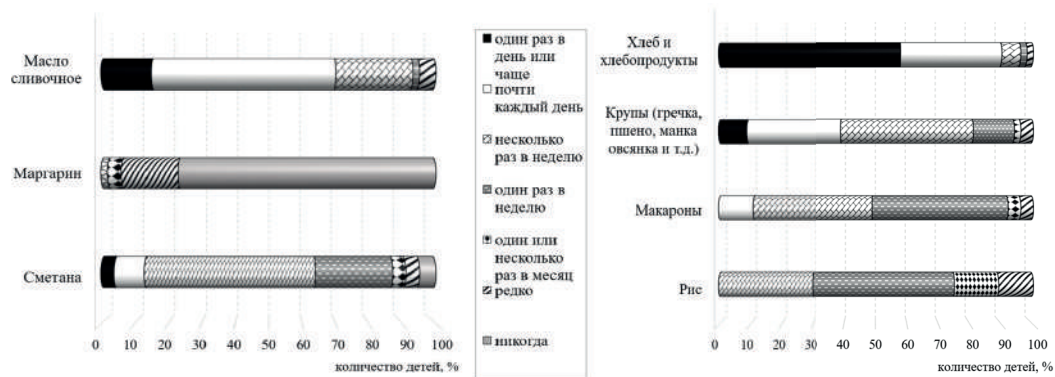 Масло
сливочное
Маргарин
Сметана
0 10 20 30 40 50 60 70 80 90 100
количество детей, %
один раз в
день или
чаще
почти
каждый день
несколько
раз в неделю
один раз в
неделю
один или
несколько
раз в месяц
редко
никогда
Хлеб и
хлебопродукты
Крупы (гречка,
пшено, манка
овсянка и т.д.)
Макароны
Рис
0 10 20 30 40 50 60 70 80 90 100
количество детей, %